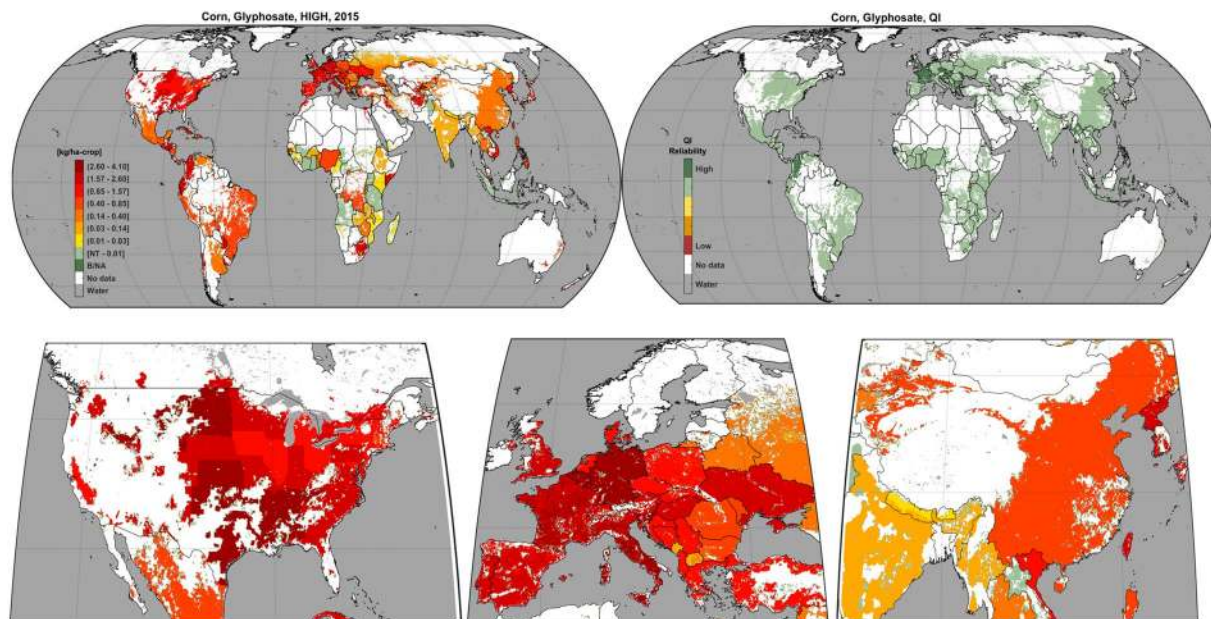 Corn, Glyphosate, HIGH, 2015
[kg/ha-crop]
[2.60 - 4.10]
[1.57 - 2.60)
[0.85 - 1.57)
[0.40 - 0.85)
[0.14 - 0.40)
[0.03 - 0.14)
[0.01 - 0.03)
[NT - 0.01)
B/NA
No data
Water
Corn, Glyphosate, QI
QI
Reliability
High
Low
No data
Water